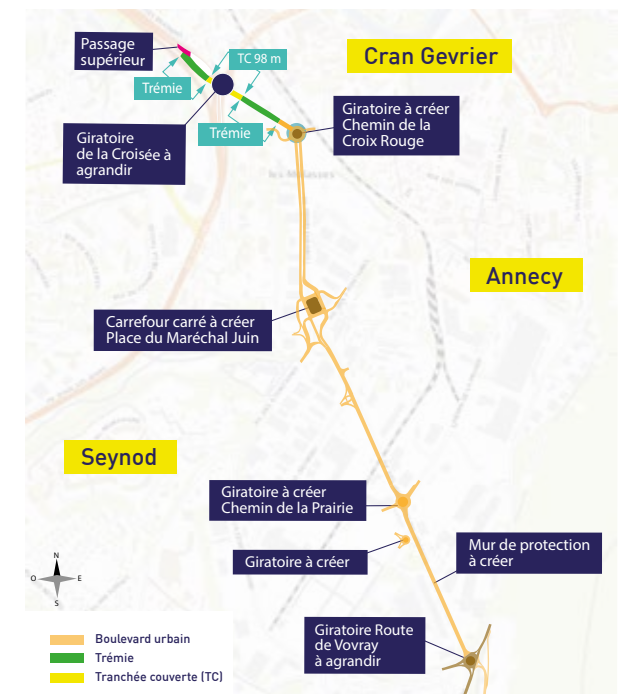 Passage
supérieur
TC 98 m
Cran Gevrier
Trémie
Giratoire à créer
Chemin de la
Croix Rouge
Giratoire
de la Croisée à
agrandir
Trémie
les Molasses
Annecy
Carrefour carré à créer
Place du Maréchal Juin
Seynod
Giratoire à créer
Chemin de la Prairie
Mur de protection
à créer
Giratoire à créer
N
O
E
S
Giratoire Route
de Vovray
à agrandir
Boulevard urbain
Trémie
Tranchée couverte (TC)